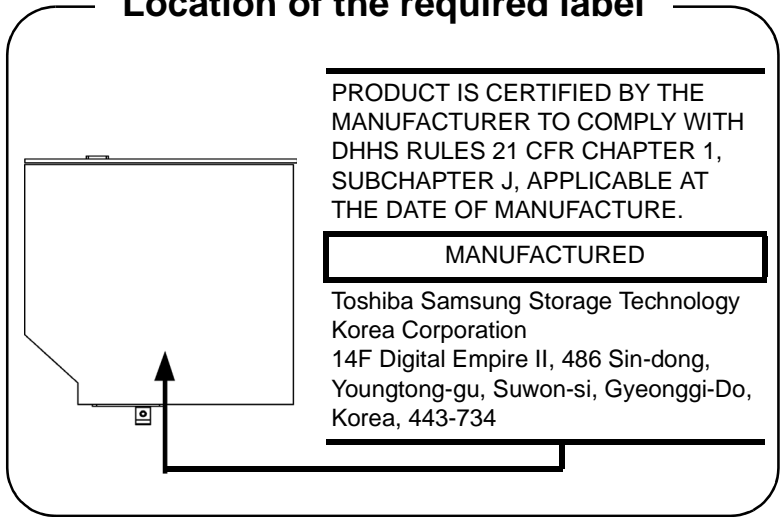 Location of the required label
PRODUCT IS CERTIFIED BY THE
MANUFACTURER TO COMPLY WITH
DHHS RULES 21 CFR CHAPTER 1,
SUBCHAPTER J, APPLICABLE AT
THE DATE OF MANUFACTURE.
MANUFACTURED
Toshiba Samsung Storage Technology
Korea Corporation
14F Digital Empire II, 486 Sin-dong,
Youngtong-gu, Suwon-si, Gyeonggi-Do,
Korea, 443-734